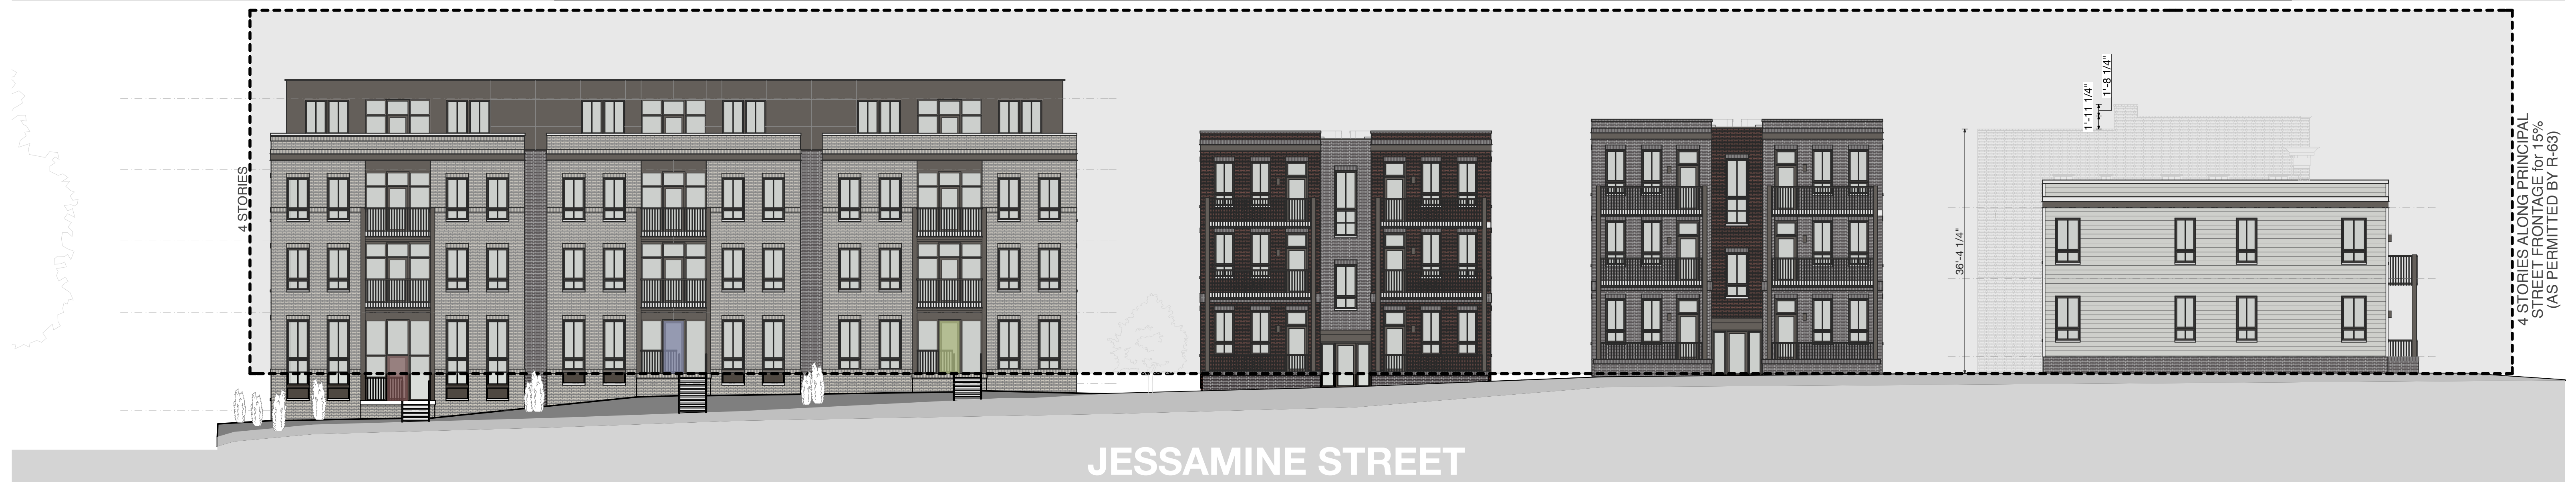 4 STORIES
36'-4 1/4"
1'-11 1/4"
1'-8 1/4"
4 STORIES ALONG PRINCIPAL
STREET FRONTAGE for 15%
(AS PERMITTED BY R-63)
JESSAMINE STREET